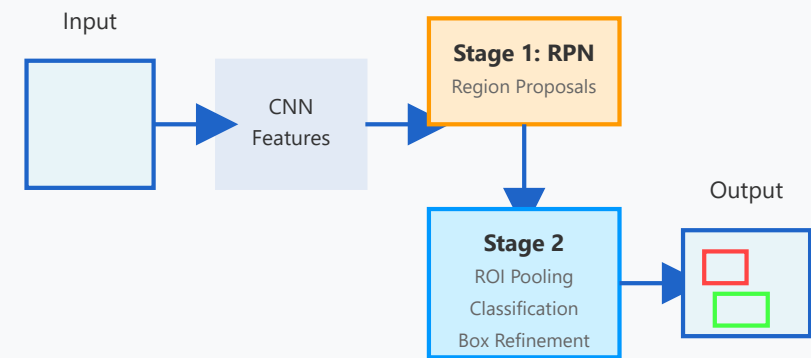 Input
CNN
Features
Stage 1: RPN
Region Proposals
Stage 2
ROI Pooling
Classification
Box Refinement
Output